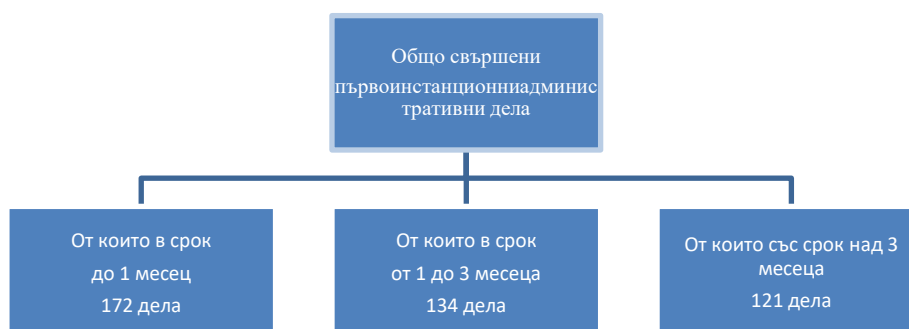 Общо свършени
първоинстанционниадминис
тративни дела
От които в срок
до 1 месец
172 дела
От които в срок
от 1 до 3 месеца
134 дела
От които със срок над 3
месеца
121 дела